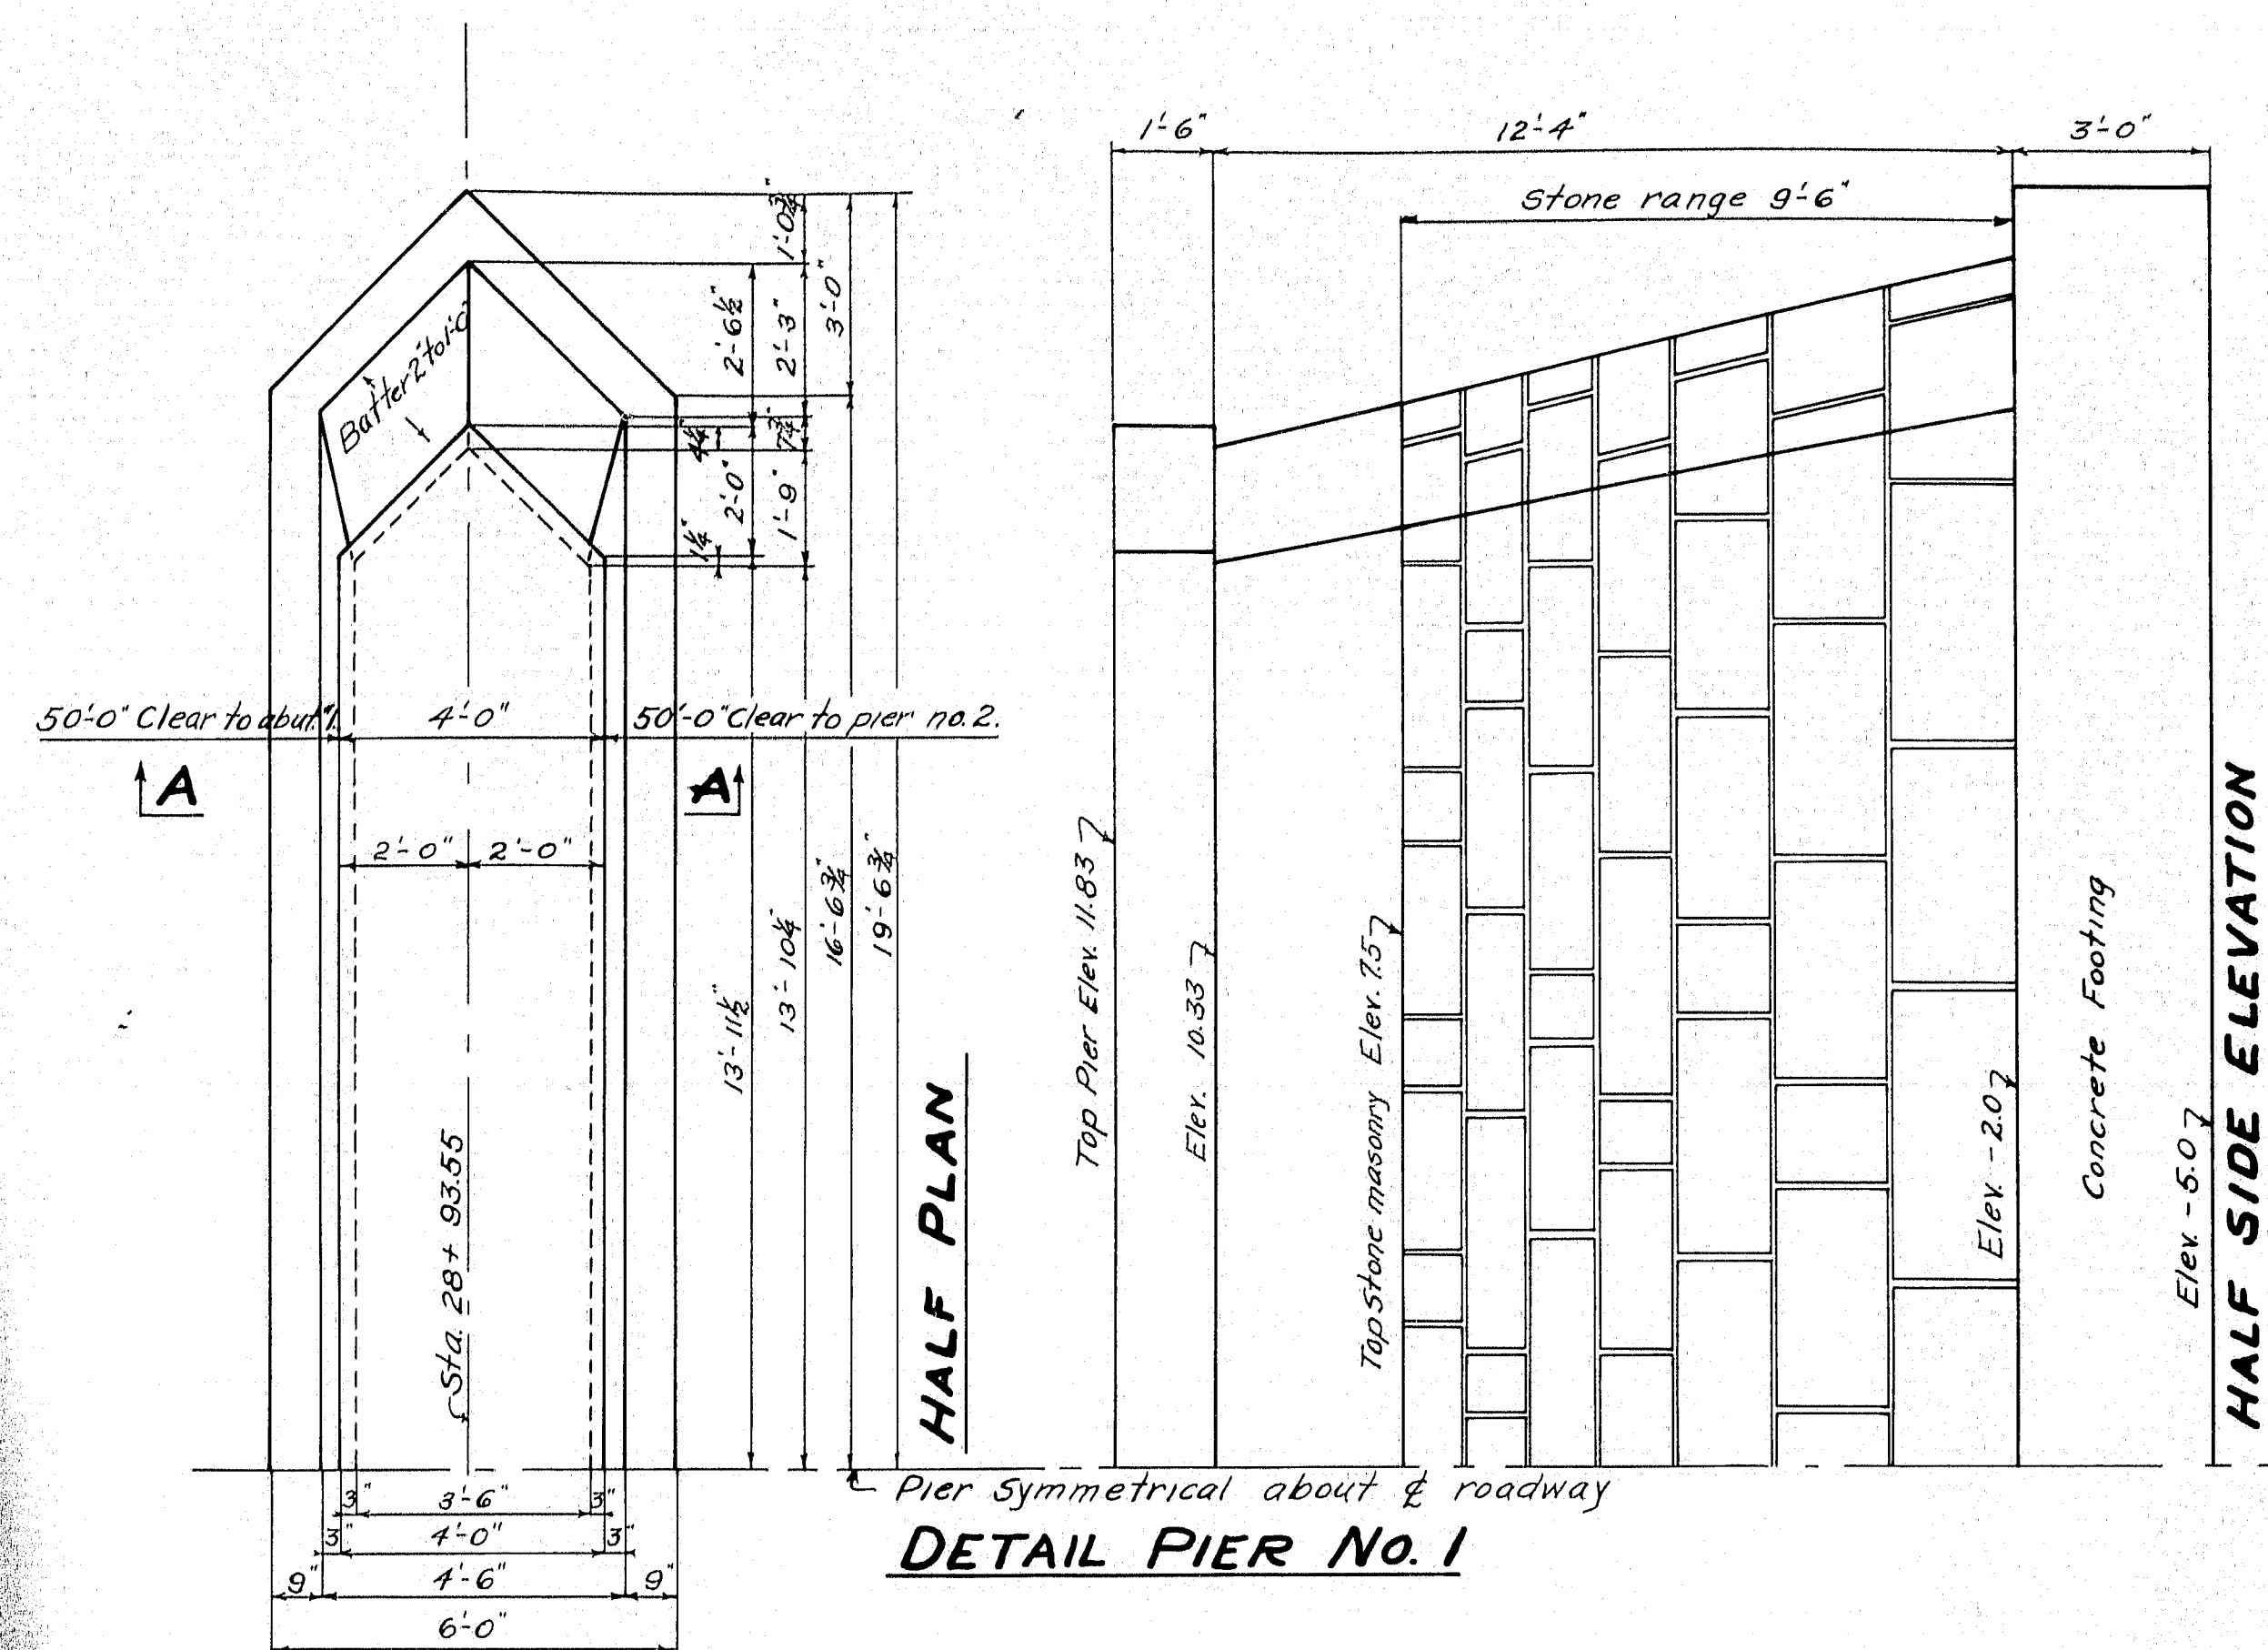 1'-6"
12'-4"
3'-0"
Stone range 9'-6"
1'-0¾"
2'-6½"
2'-3"
3'-0"
Batter 2" to 1'-0"
4¼"
7¾"
2'-0"
1'-9"
1¼"
50'-0" Clear to abut. 1.
4'-0"
50'-0" Clear to pier no. 2.
A
A
2'-0"
2'-0"
13'-11½"
13'-10¼"
16'-6¾"
19'-6¾"
Sta. 28+93.55
HALF PLAN
Top Pier Elev. 11.83
Elev. 10.33
Top Stone masonry Elev. 7.5
Elev. -2.0
Concrete Footing
Elev. -5.0
HALF SIDE ELEVATION
Pier Symmetrical about ℄ roadway
3"
3'-6"
3"
3"
4'-0"
3"
9"
4'-6"
9"
6'-0"
DETAIL PIER NO. 1